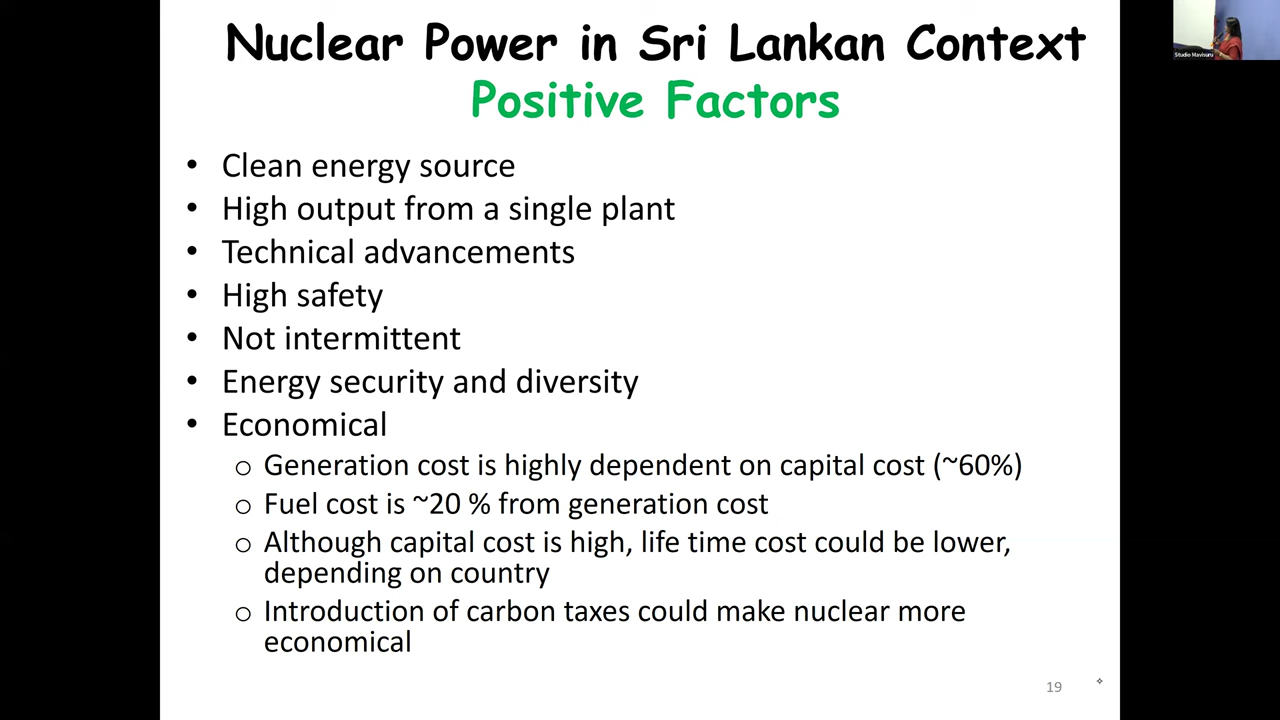 Nuclear Power in Sri Lankan Context
Positive Factors
• Clean energy source
• High output from a single plant
• Technical advancements
• High safety
• Not intermittent
• Energy security and diversity
• Economical
o Generation cost is highly dependent on capital cost (~60%)
o Fuel cost is ~20 % from generation cost
o Although capital cost is high, life time cost could be lower,
depending on country
o Introduction of carbon taxes could make nuclear more
economical
19
Studio Mavisuru